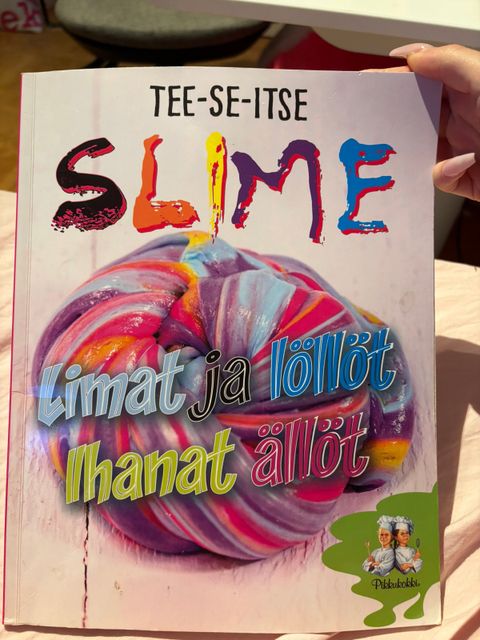 TEE-SE-ITSE
SLIME
Limat ja löllöt
Ihanat ällöt
Pikkukokki